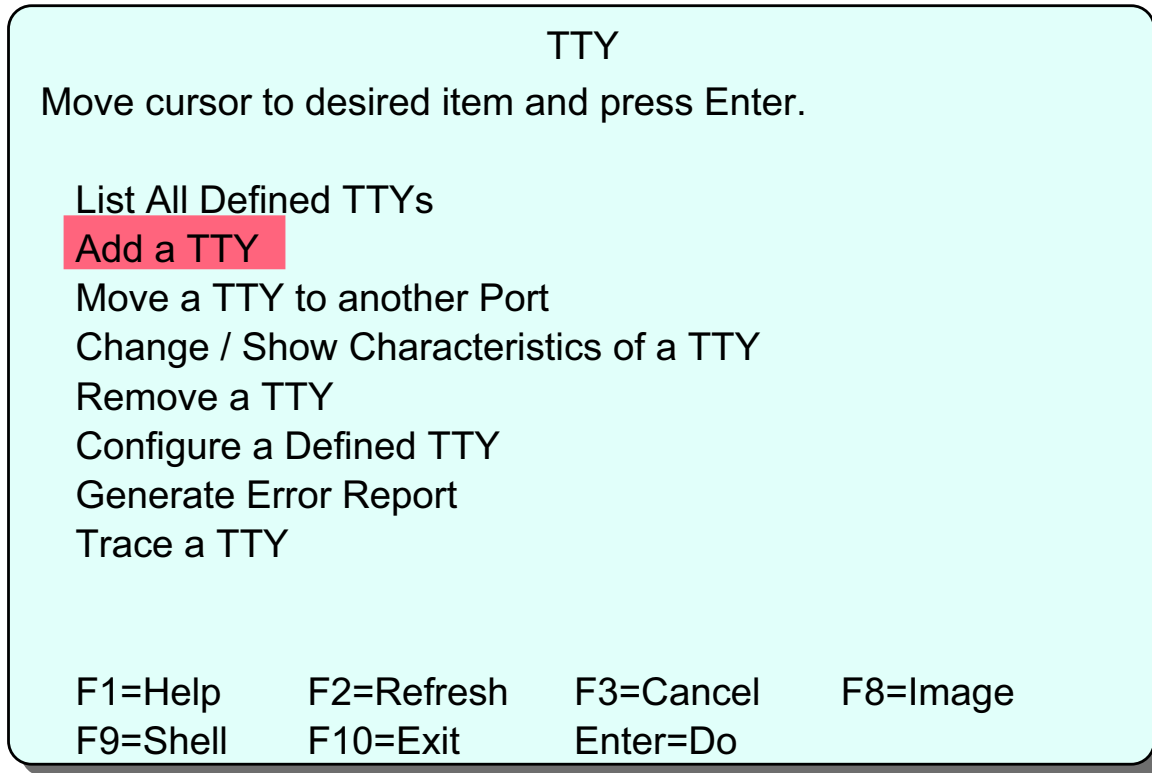 TTY
Move cursor to desired item and press Enter.
List All Defined TTYs
Add a TTY
Move a TTY to another Port
Change / Show Characteristics of a TTY
Remove a TTY
Configure a Defined TTY
Generate Error Report
Trace a TTY
F1=Help F2=Refresh F3=Cancel F8=Image
F9=Shell F10=Exit Enter=Do